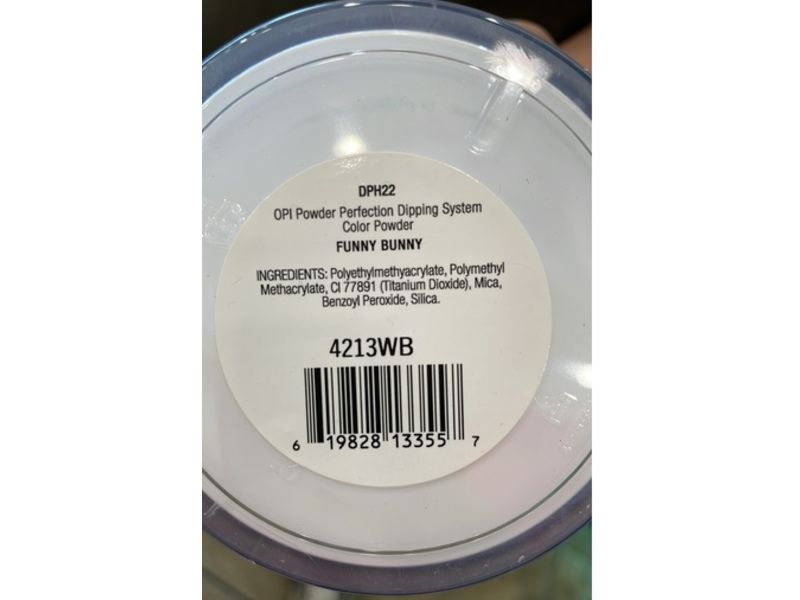 DPH22
OPI Powder Perfection Dipping System
Color Powder
FUNNY BUNNY
INGREDIENTS: Polyethylmethyacrylate, Polymethyl
Methacrylate, CI 77891 (Titanium Dioxide), Mica,
Benzoyl Peroxide, Silica.
4213WB
6 19828 13355 7